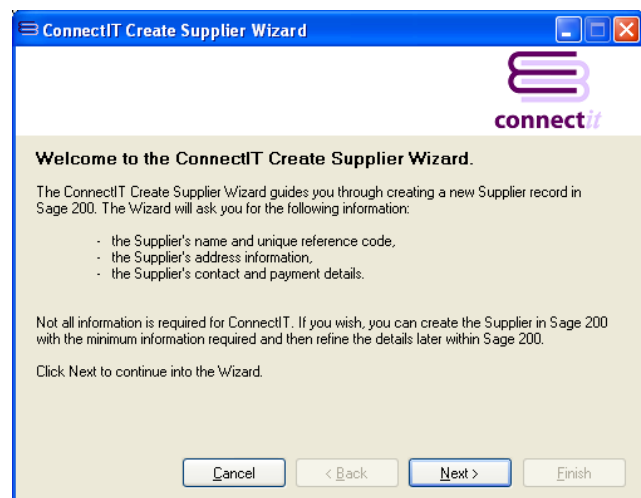 ConnectIT Create Supplier Wizard
connectit
Welcome to the ConnectIT Create Supplier Wizard.
The ConnectIT Create Supplier Wizard guides you through creating a new Supplier record in
Sage 200. The Wizard will ask you for the following information:
- the Supplier's name and unique reference code,
- the Supplier's address information,
- the Supplier's contact and payment details.
Not all information is required for ConnectIT. If you wish, you can create the Supplier in Sage 200
with the minimum information required and then refine the details later within Sage 200.
Click Next to continue into the Wizard.
Cancel < Back Next > Finish